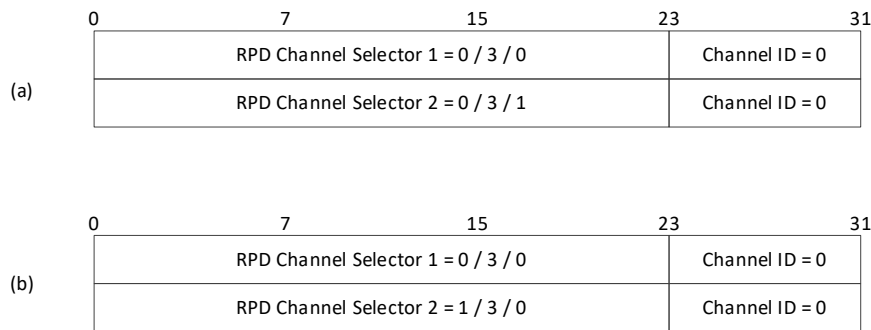 0 7 15 23 31
RPD Channel Selector 1 = 0 / 3 / 0 Channel ID = 0
(a)
RPD Channel Selector 2 = 0 / 3 / 1 Channel ID = 0
0 7 15 23 31
RPD Channel Selector 1 = 0 / 3 / 0 Channel ID = 0
(b)
RPD Channel Selector 2 = 1 / 3 / 0 Channel ID = 0